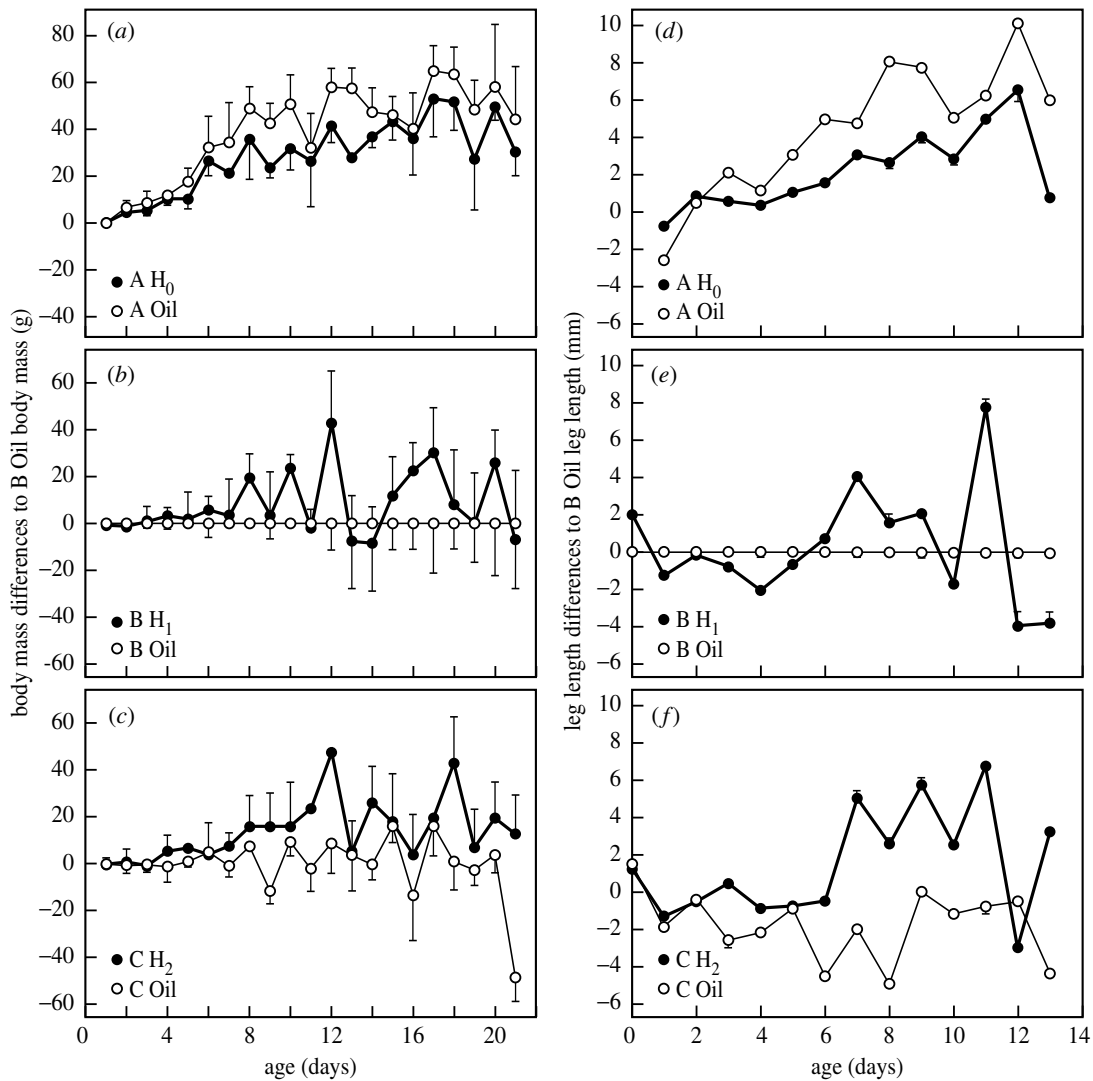 body mass differences to B Oil body mass (g)
(a)
80
60
40
20
0
−20
−40
A H0
A Oil
(b)
60
40
20
0
−20
−40
-60
B H1
B Oil
(c)
60
40
20
0
−20
−40
−60
C H2
C Oil
0 4 8 12 16 20
age (days)
leg length differences to B Oil leg length (mm)
(d)
10
8
6
4
2
0
−2
−4
−6
A H0
A Oil
(e)
10
8
6
4
2
0
−2
−4
−6
B H1
B Oil
(f)
10
8
6
4
2
0
−2
−4
−6
C H2
C Oil
0 2 4 6 8 10 12 14
age (days)